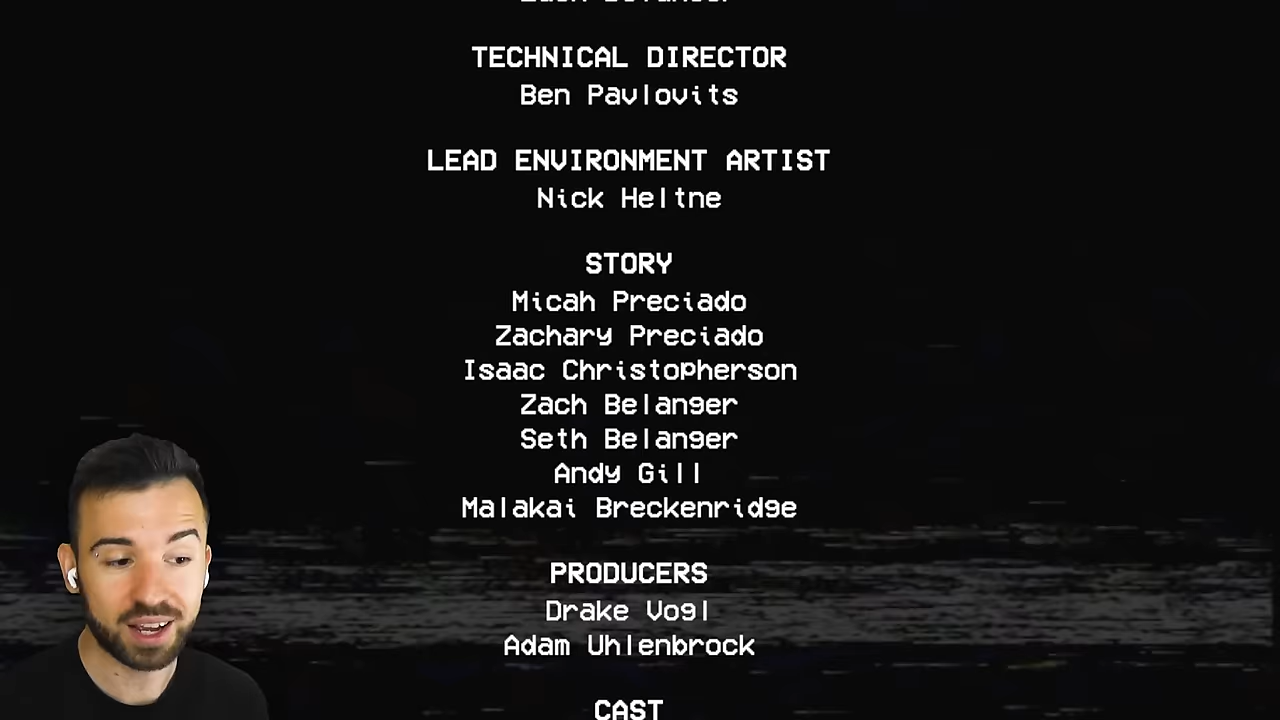 TECHNICAL DIRECTOR
Ben Pavlovits
LEAD ENVIRONMENT ARTIST
Nick Heltne
STORY
Micah Preciado
Zachary Preciado
Isaac Christopherson
Zach Belanger
Seth Belanger
Andy Gill
Malakai Breckenridge
PRODUCERS
Drake Vogl
Adam Uhlenbrock
CAST